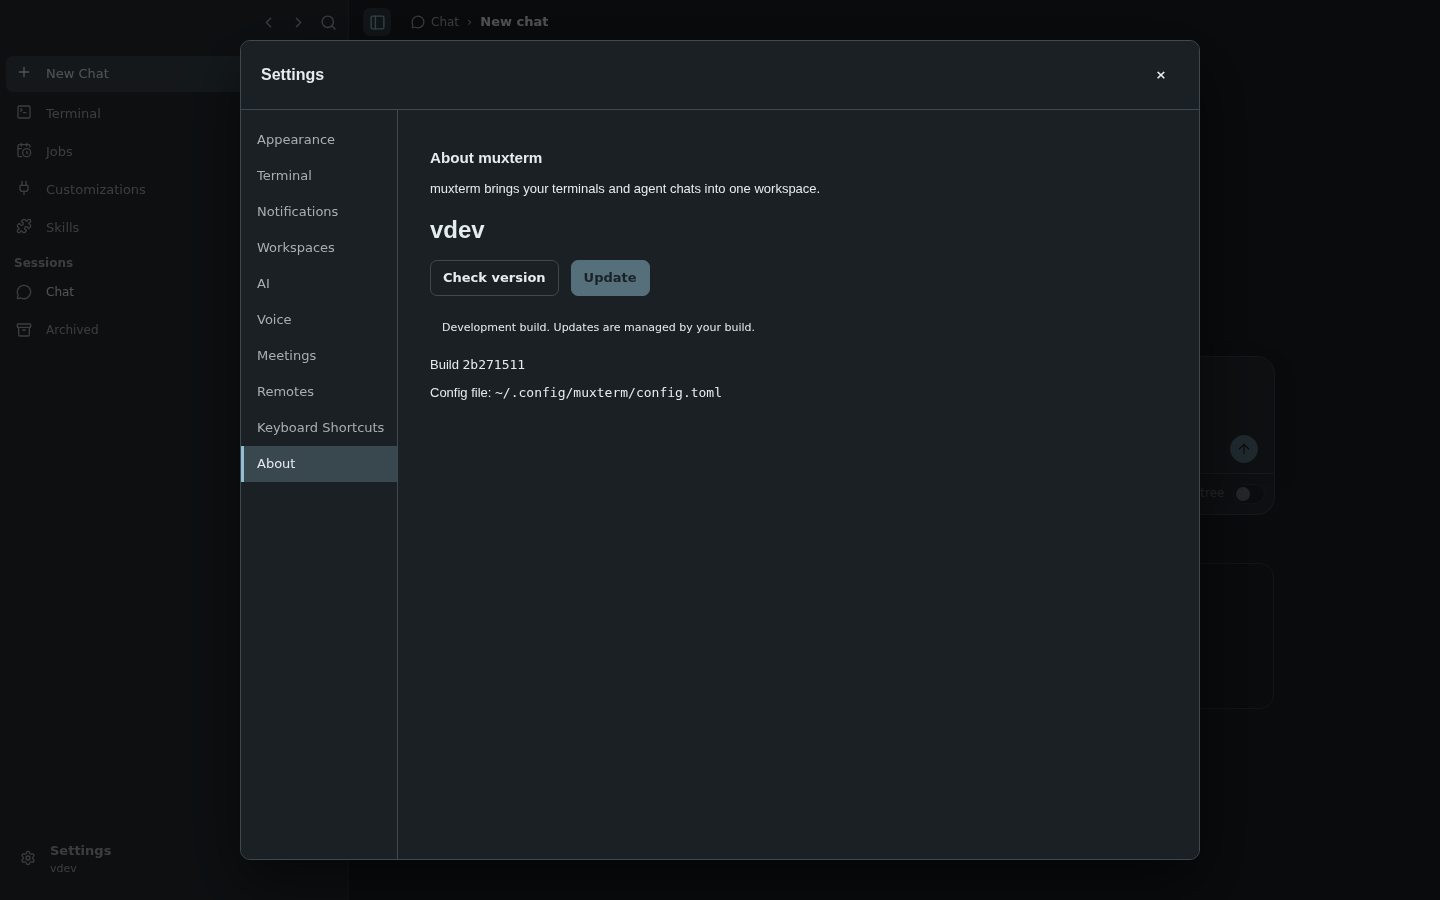 Chat › New chat
Settings
×
New Chat
Terminal
Jobs
Customizations
Skills
Sessions
Chat
Archived
Settings
vdev
Appearance
Terminal
Notifications
Workspaces
AI
Voice
Meetings
Remotes
Keyboard Shortcuts
About
About muxterm
muxterm brings your terminals and agent chats into one workspace.
vdev
Check version
Update
Development build. Updates are managed by your build.
Build 2b271511
Config file: ~/.config/muxterm/config.toml
tree